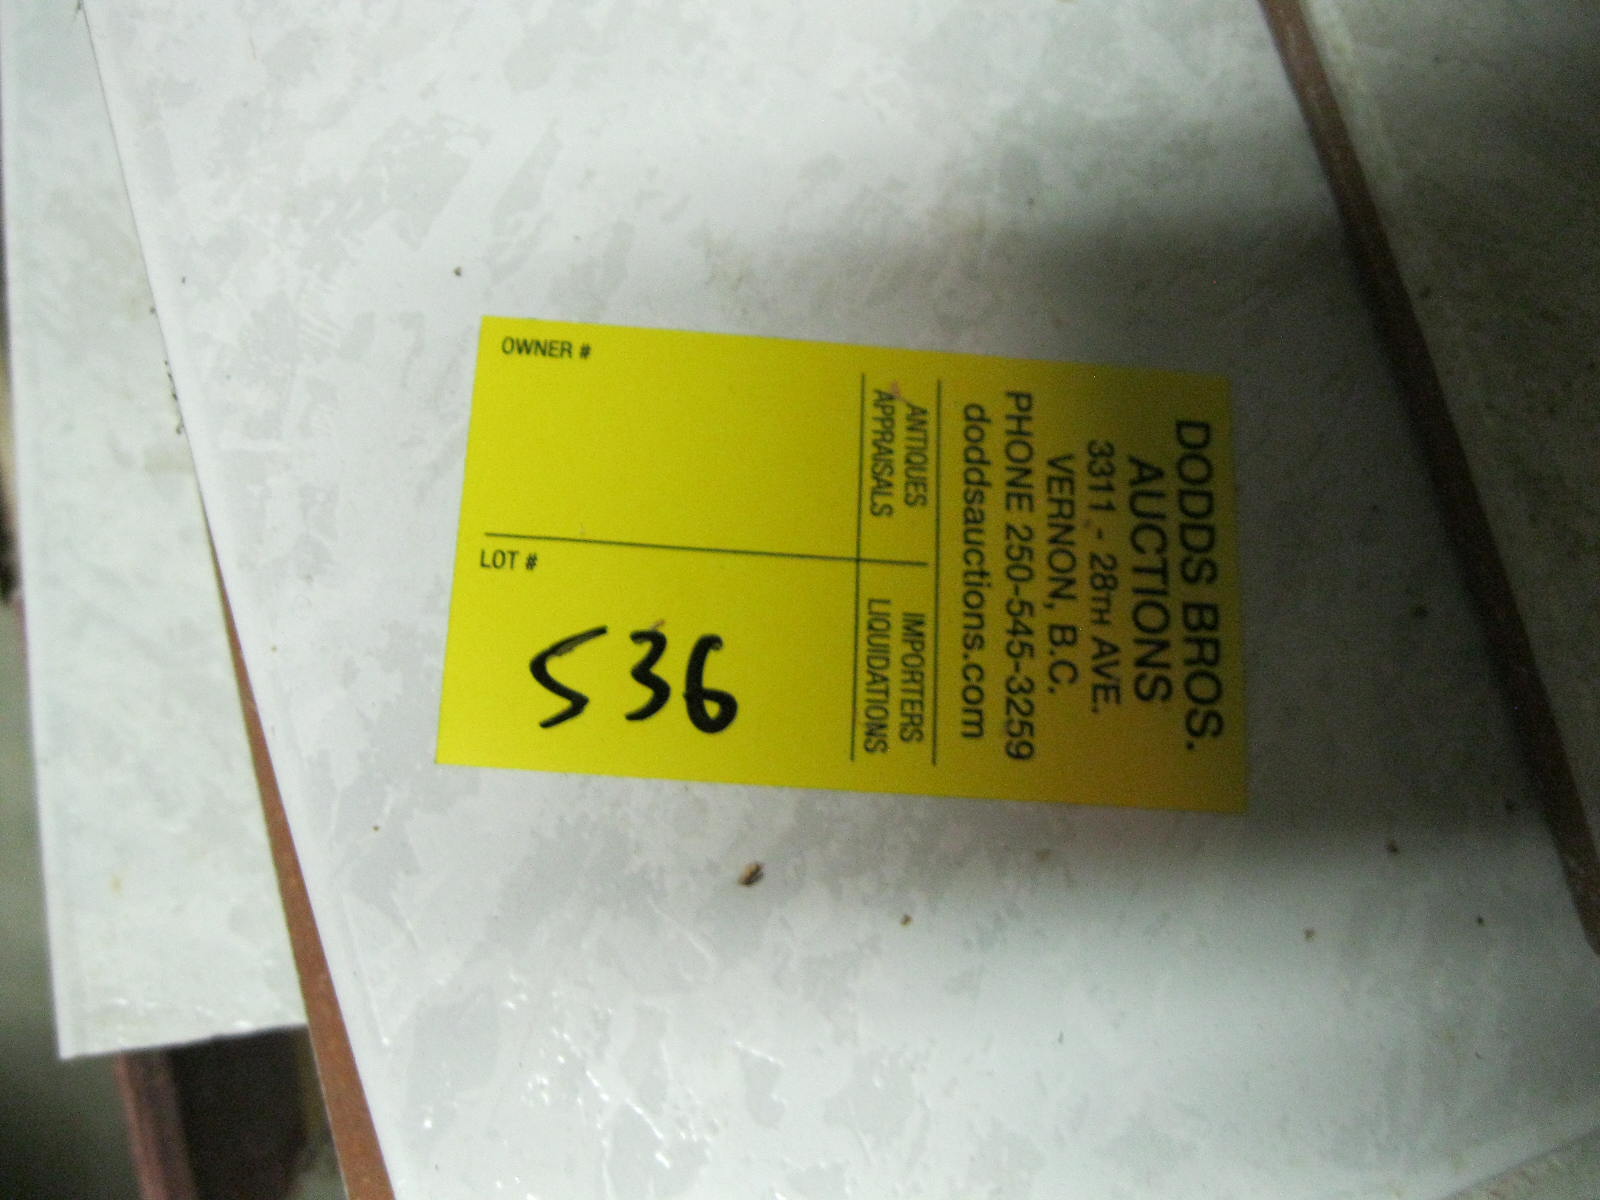 DODDS BROS.
AUCTIONS
3311 - 28TH AVE.
VERNON, B.C.
PHONE 250-545-3259
doddsauctions.com
ANTIQUES IMPORTERS
APPRAISALS LIQUIDATIONS
OWNER #
LOT #
536